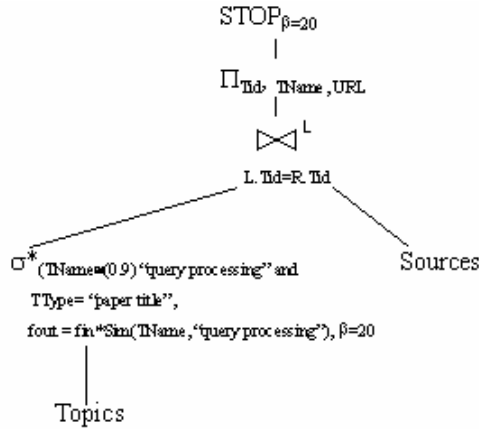 STOPβ=20
ΠTid, TName, URL
⋈L
L.Tid=R.Tid
σ*(TName≈(0.9) “query processing” and
Sources
TType= “paper title”,
fout = fin*Sim(TName, “query processing”), β=20
Topics